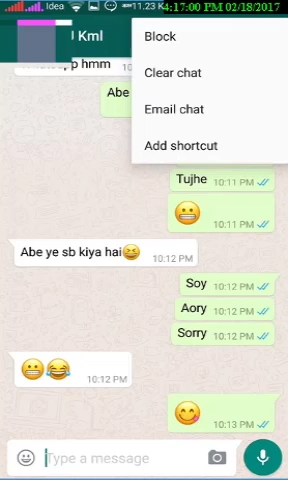 Idea 11.23 K 4:17:00 PM 02/18/2017
Kml
Block
Clear chat
Email chat
Add shortcut
pp hmm
Abe
Tujhe 10:11 PM
😬 10:11 PM
Abe ye sb kiya hai😆 10:12 PM
Soy 10:12 PM
Aory 10:12 PM
Sorry 10:12 PM
😬😂 10:12 PM
😋 10:13 PM
Type a message